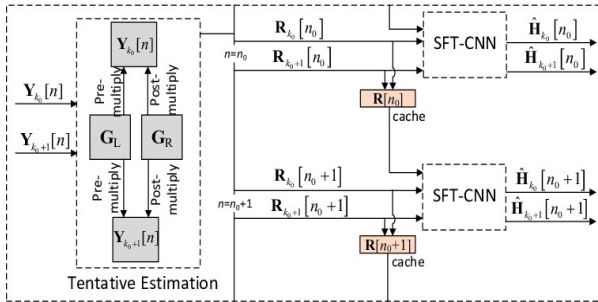 Y_{k_0}[n]
Y_{k_0+1}[n]
Y_{k_0}[n]
Pre-multiply
Post-multiply
G_L
G_R
Pre-multiply
Post-multiply
Y_{k_0+1}[n]
Tentative Estimation
n=n_0
R_{k_0}[n_0]
R_{k_0+1}[n_0]
R[n_0]
cache
SFT-CNN
Ĥ_{k_0}[n_0]
Ĥ_{k_0+1}[n_0]
n=n_0+1
R_{k_0}[n_0+1]
R_{k_0+1}[n_0+1]
R[n_0+1]
cache
SFT-CNN
Ĥ_{k_0}[n_0+1]
Ĥ_{k_0+1}[n_0+1]